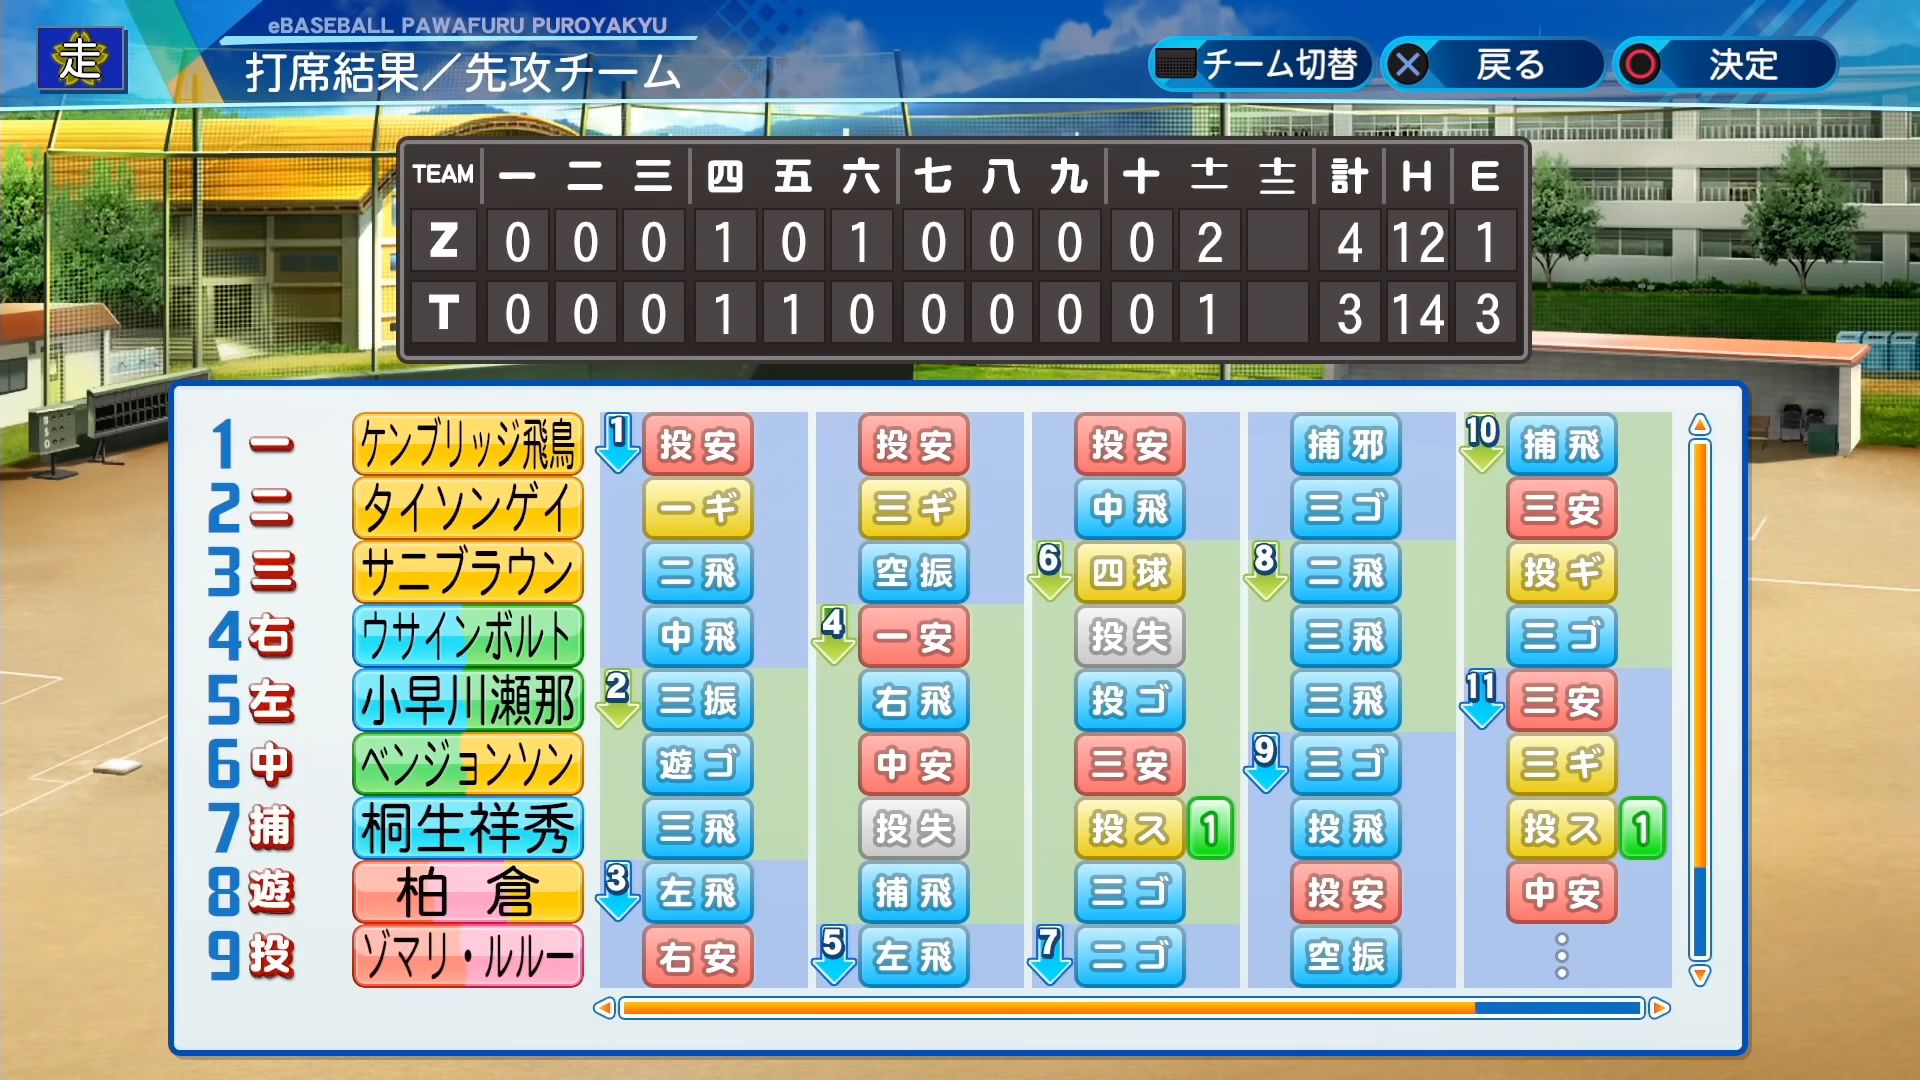 走
eBASEBALL PAWAFURU PUROYAKYU
打席結果／先攻チーム
チーム切替 戻る 決定
TEAM 一 二 三 四 五 六 七 八 九 十 十一 十二 計 H E
Z 0 0 0 1 0 1 0 0 0 0 2 4 12 1
T 0 0 0 1 1 0 0 0 0 0 1 3 14 3
1 一 ケンブリッジ飛鳥 1 投安 投安 投安 捕邪 10 捕飛
2 二 タイソンゲイ 一ギ 三ギ 中飛 三ゴ 三安
3 三 サニブラウン 二飛 空振 6 四球 8 二飛 投ギ
4 右 ウサインボルト 中飛 4 一安 投失 三飛 三ゴ
5 左 小早川瀬那 2 三振 右飛 投ゴ 三飛 11 三安
6 中 ベンジョンソン 遊ゴ 中安 三安 9 三ゴ 三ギ
7 捕 桐生祥秀 三飛 投失 投ス 1 投飛 投ス 1
8 遊 柏倉 3 左飛 捕飛 三ゴ 投安 中安
9 投 ゾマリ・ルルー 右安 5 左飛 7 二ゴ 空振